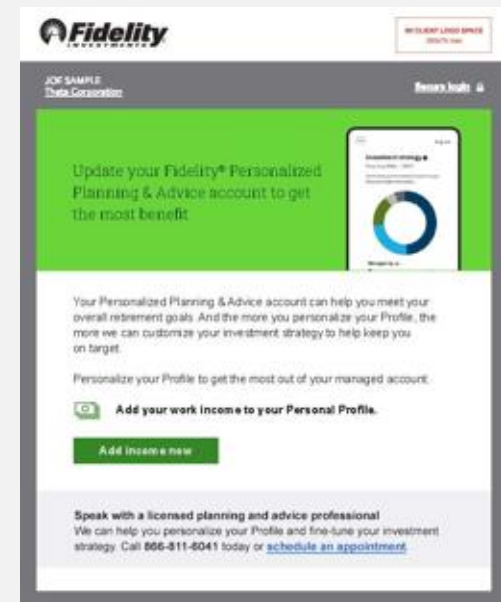 Fidelity
INVESTMENTS
CLIENT LOGO SPACE
JOE SAMPLE
Theta Corporation
Secure login
Update your Fidelity® Personalized
Planning & Advice account to get
the most benefit
Investment strategy
Your Personalized Planning & Advice account can help you meet your
overall retirement goals. And the more you personalize your Profile, the
more we can customize your investment strategy to help keep you
on target.
Personalize your Profile to get the most out of your managed account.
Add your work income to your Personal Profile.
Add income now
Speak with a licensed planning and advice professional
We can help you personalize your Profile and fine-tune your investment
strategy. Call 866-811-6041 today or schedule an appointment.